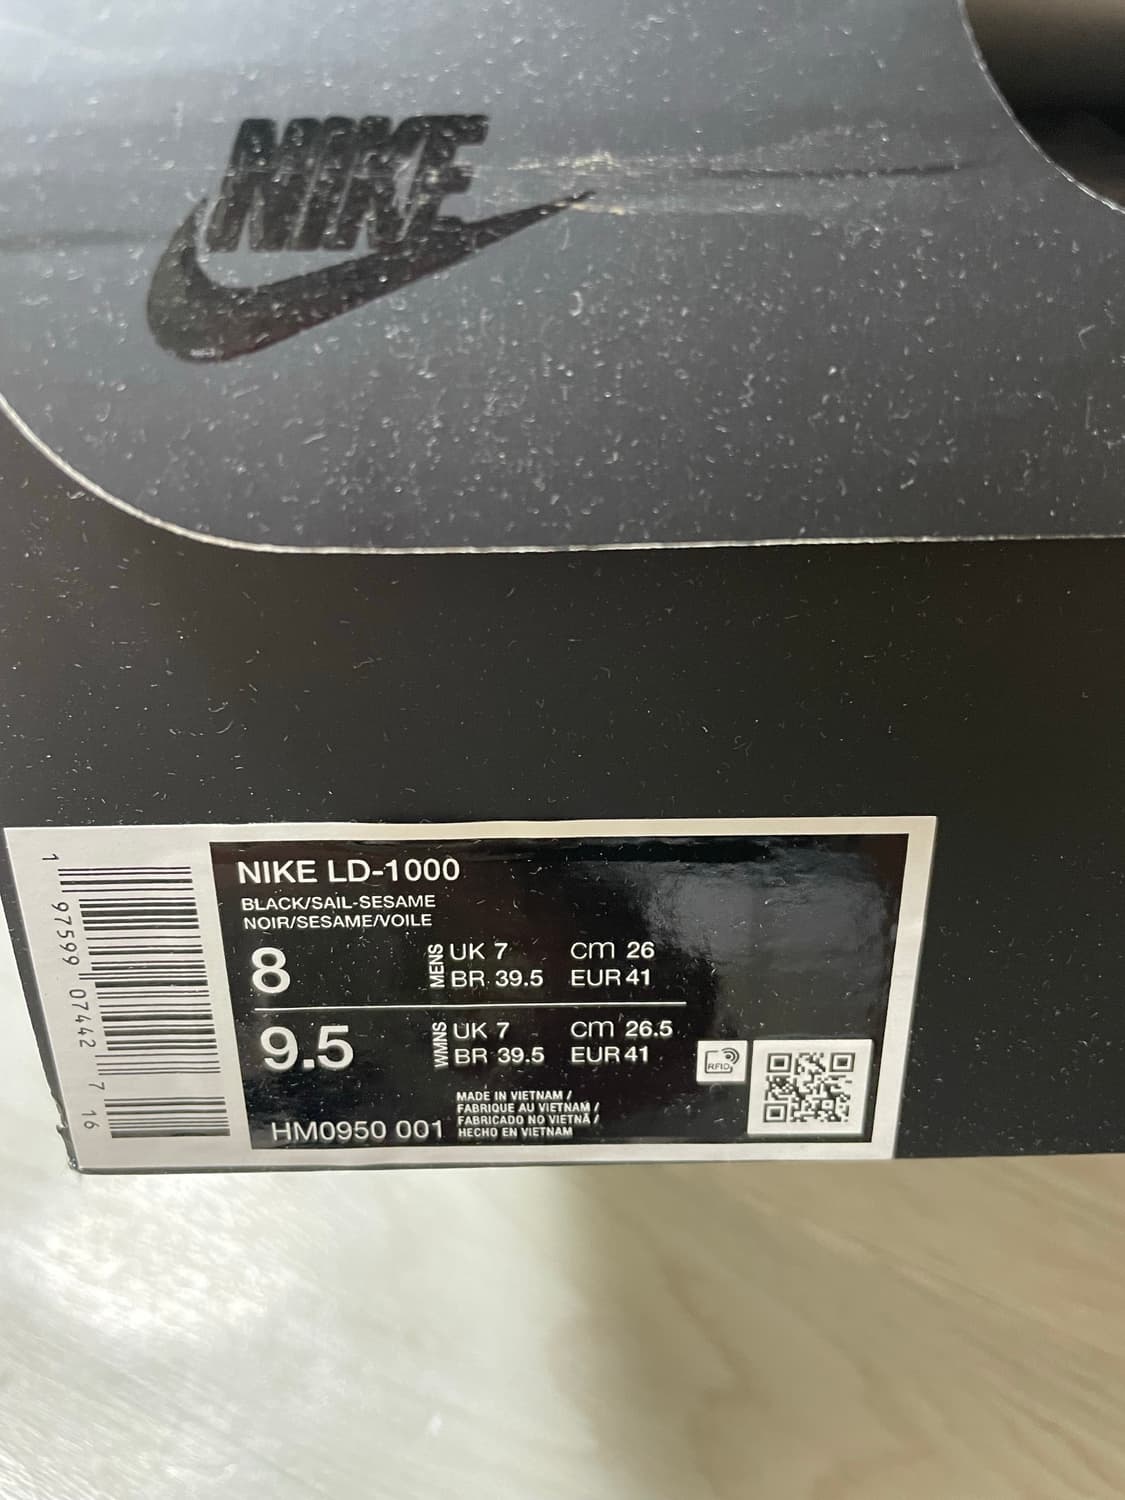 NIKE
NIKE LD-1000
BLACK/SAIL-SESAME
NOIR/SESAME/VOILE
8 MENS UK 7 cm 26
BR 39.5 EUR 41
9.5 WMNS UK 7 cm 26.5
BR 39.5 EUR 41
RFID
MADE IN VIETNAM /
FABRIQUE AU VIETNAM /
FABRICADO NO VIETNÃ /
HECHO EN VIETNAM
HM0950 001
1 97599 07442 7 16